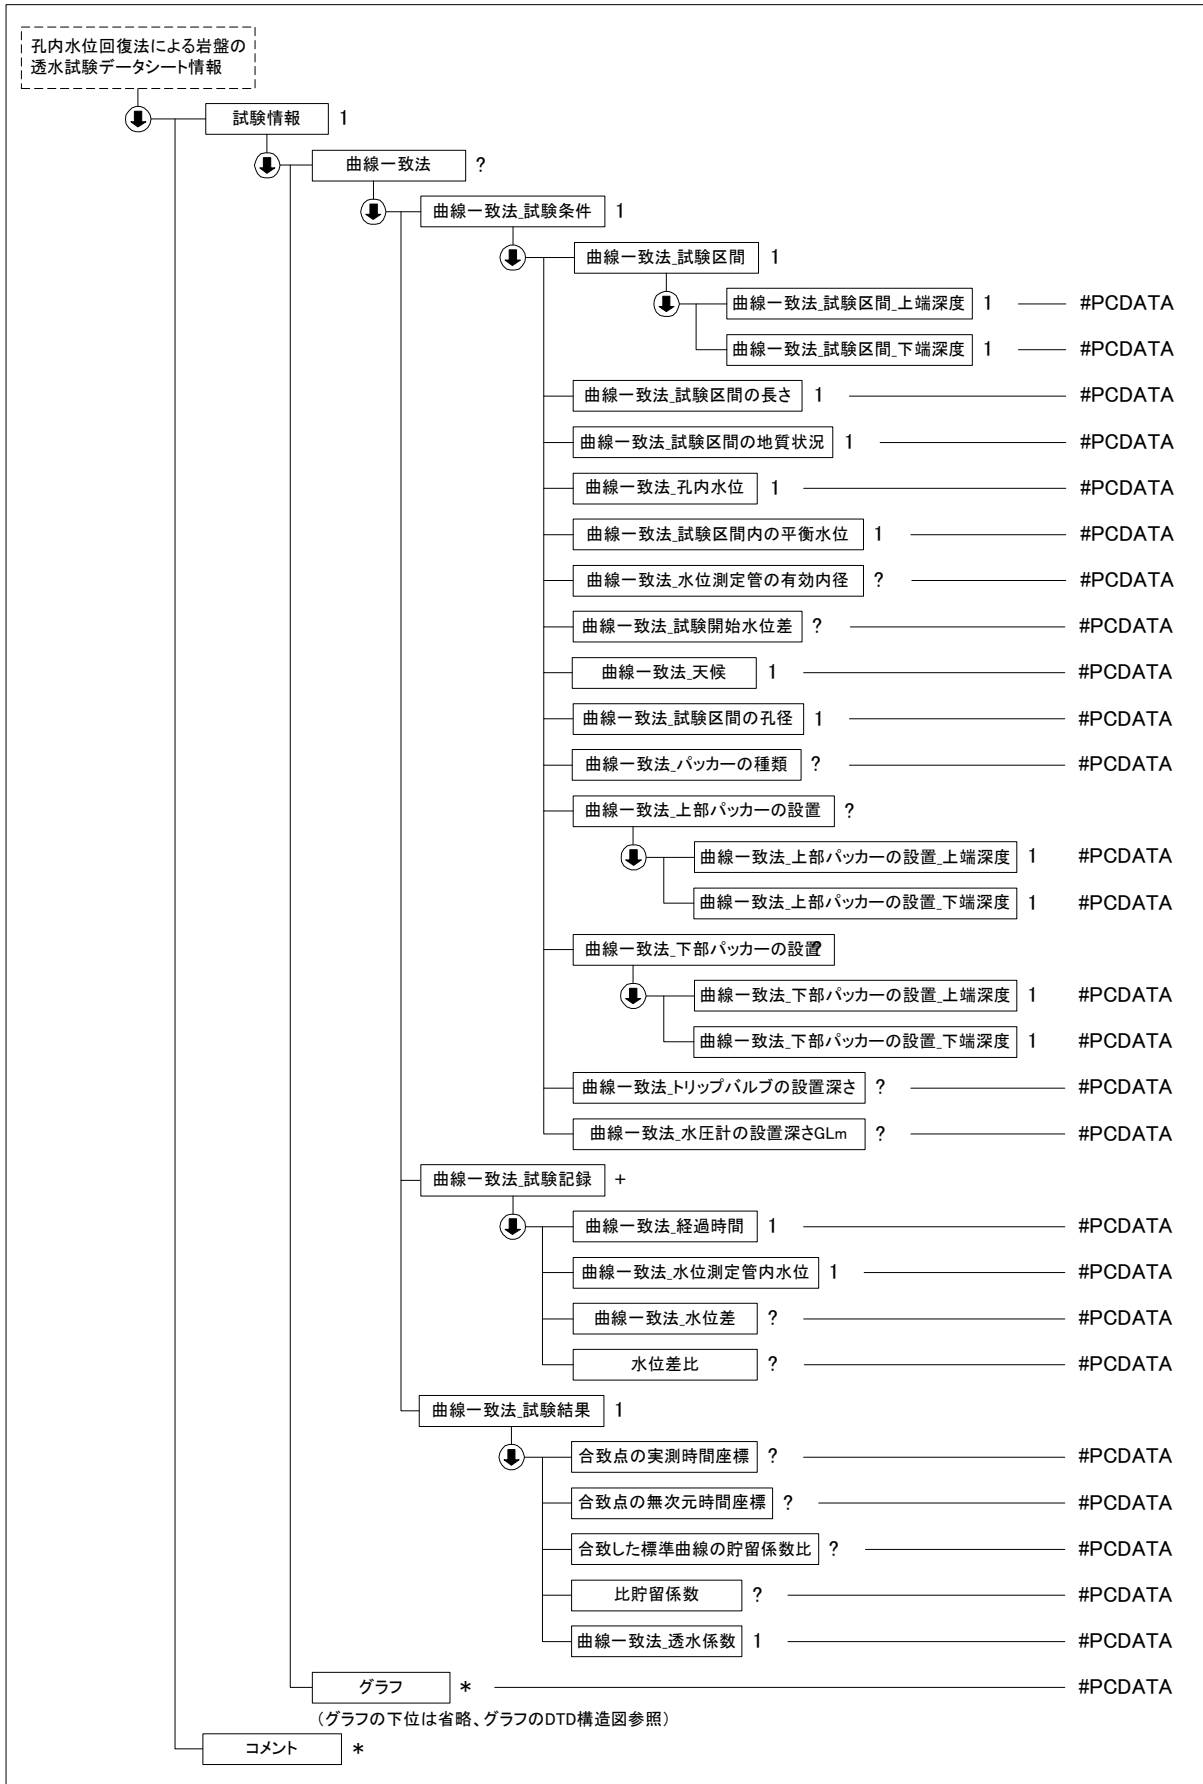 孔内水位回復法による岩盤の
透水試験データシート情報
試験情報 1
曲線一致法 ?
曲線一致法_試験条件 1
曲線一致法_試験区間 1
曲線一致法_試験区間_上端深度 1 #PCDATA
曲線一致法_試験区間_下端深度 1 #PCDATA
曲線一致法_試験区間の長さ 1 #PCDATA
曲線一致法_試験区間の地質状況 1 #PCDATA
曲線一致法_孔内水位 1 #PCDATA
曲線一致法_試験区間内の平衡水位 1 #PCDATA
曲線一致法_水位測定管の有効内径 ? #PCDATA
曲線一致法_試験開始水位差 ? #PCDATA
曲線一致法_天候 1 #PCDATA
曲線一致法_試験区間の孔径 1 #PCDATA
曲線一致法_パッカーの種類 ? #PCDATA
曲線一致法_上部パッカーの設置 ?
曲線一致法_上部パッカーの設置_上端深度 1 #PCDATA
曲線一致法_上部パッカーの設置_下端深度 1 #PCDATA
曲線一致法_下部パッカーの設置 ?
曲線一致法_下部パッカーの設置_上端深度 1 #PCDATA
曲線一致法_下部パッカーの設置_下端深度 1 #PCDATA
曲線一致法_トリップバルブの設置深さ ? #PCDATA
曲線一致法_水圧計の設置深さGLm ? #PCDATA
曲線一致法_試験記録 +
曲線一致法_経過時間 1 #PCDATA
曲線一致法_水位測定管内水位 1 #PCDATA
曲線一致法_水位差 ? #PCDATA
水位差比 ? #PCDATA
曲線一致法_試験結果 1
合致点の実測時間座標 ? #PCDATA
合致点の無次元時間座標 ? #PCDATA
合致した標準曲線の貯留係数比 ? #PCDATA
比貯留係数 ? #PCDATA
曲線一致法_透水係数 1 #PCDATA
グラフ * #PCDATA
（グラフの下位は省略、グラフのDTD構造図参照）
コメント *